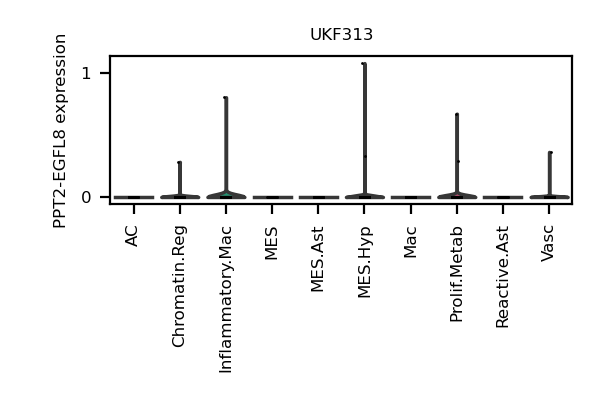 UKF313
PPT2-EGFL8 expression
1
0
AC
Chromatin.Reg
Inflammatory.Mac
MES
MES.Ast
MES.Hyp
Mac
Prolif.Metab
Reactive.Ast
Vasc